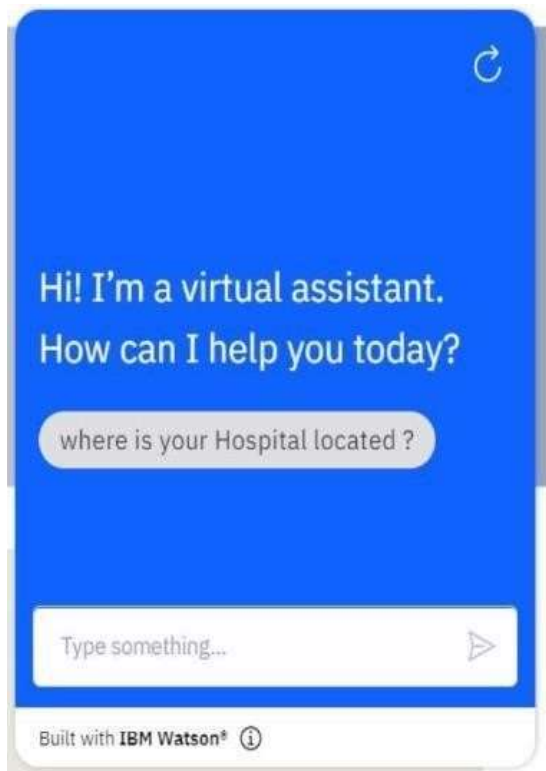 Hi! I'm a virtual assistant.
How can I help you today?
where is your Hospital located ?
Type something...
Built with IBM Watson®